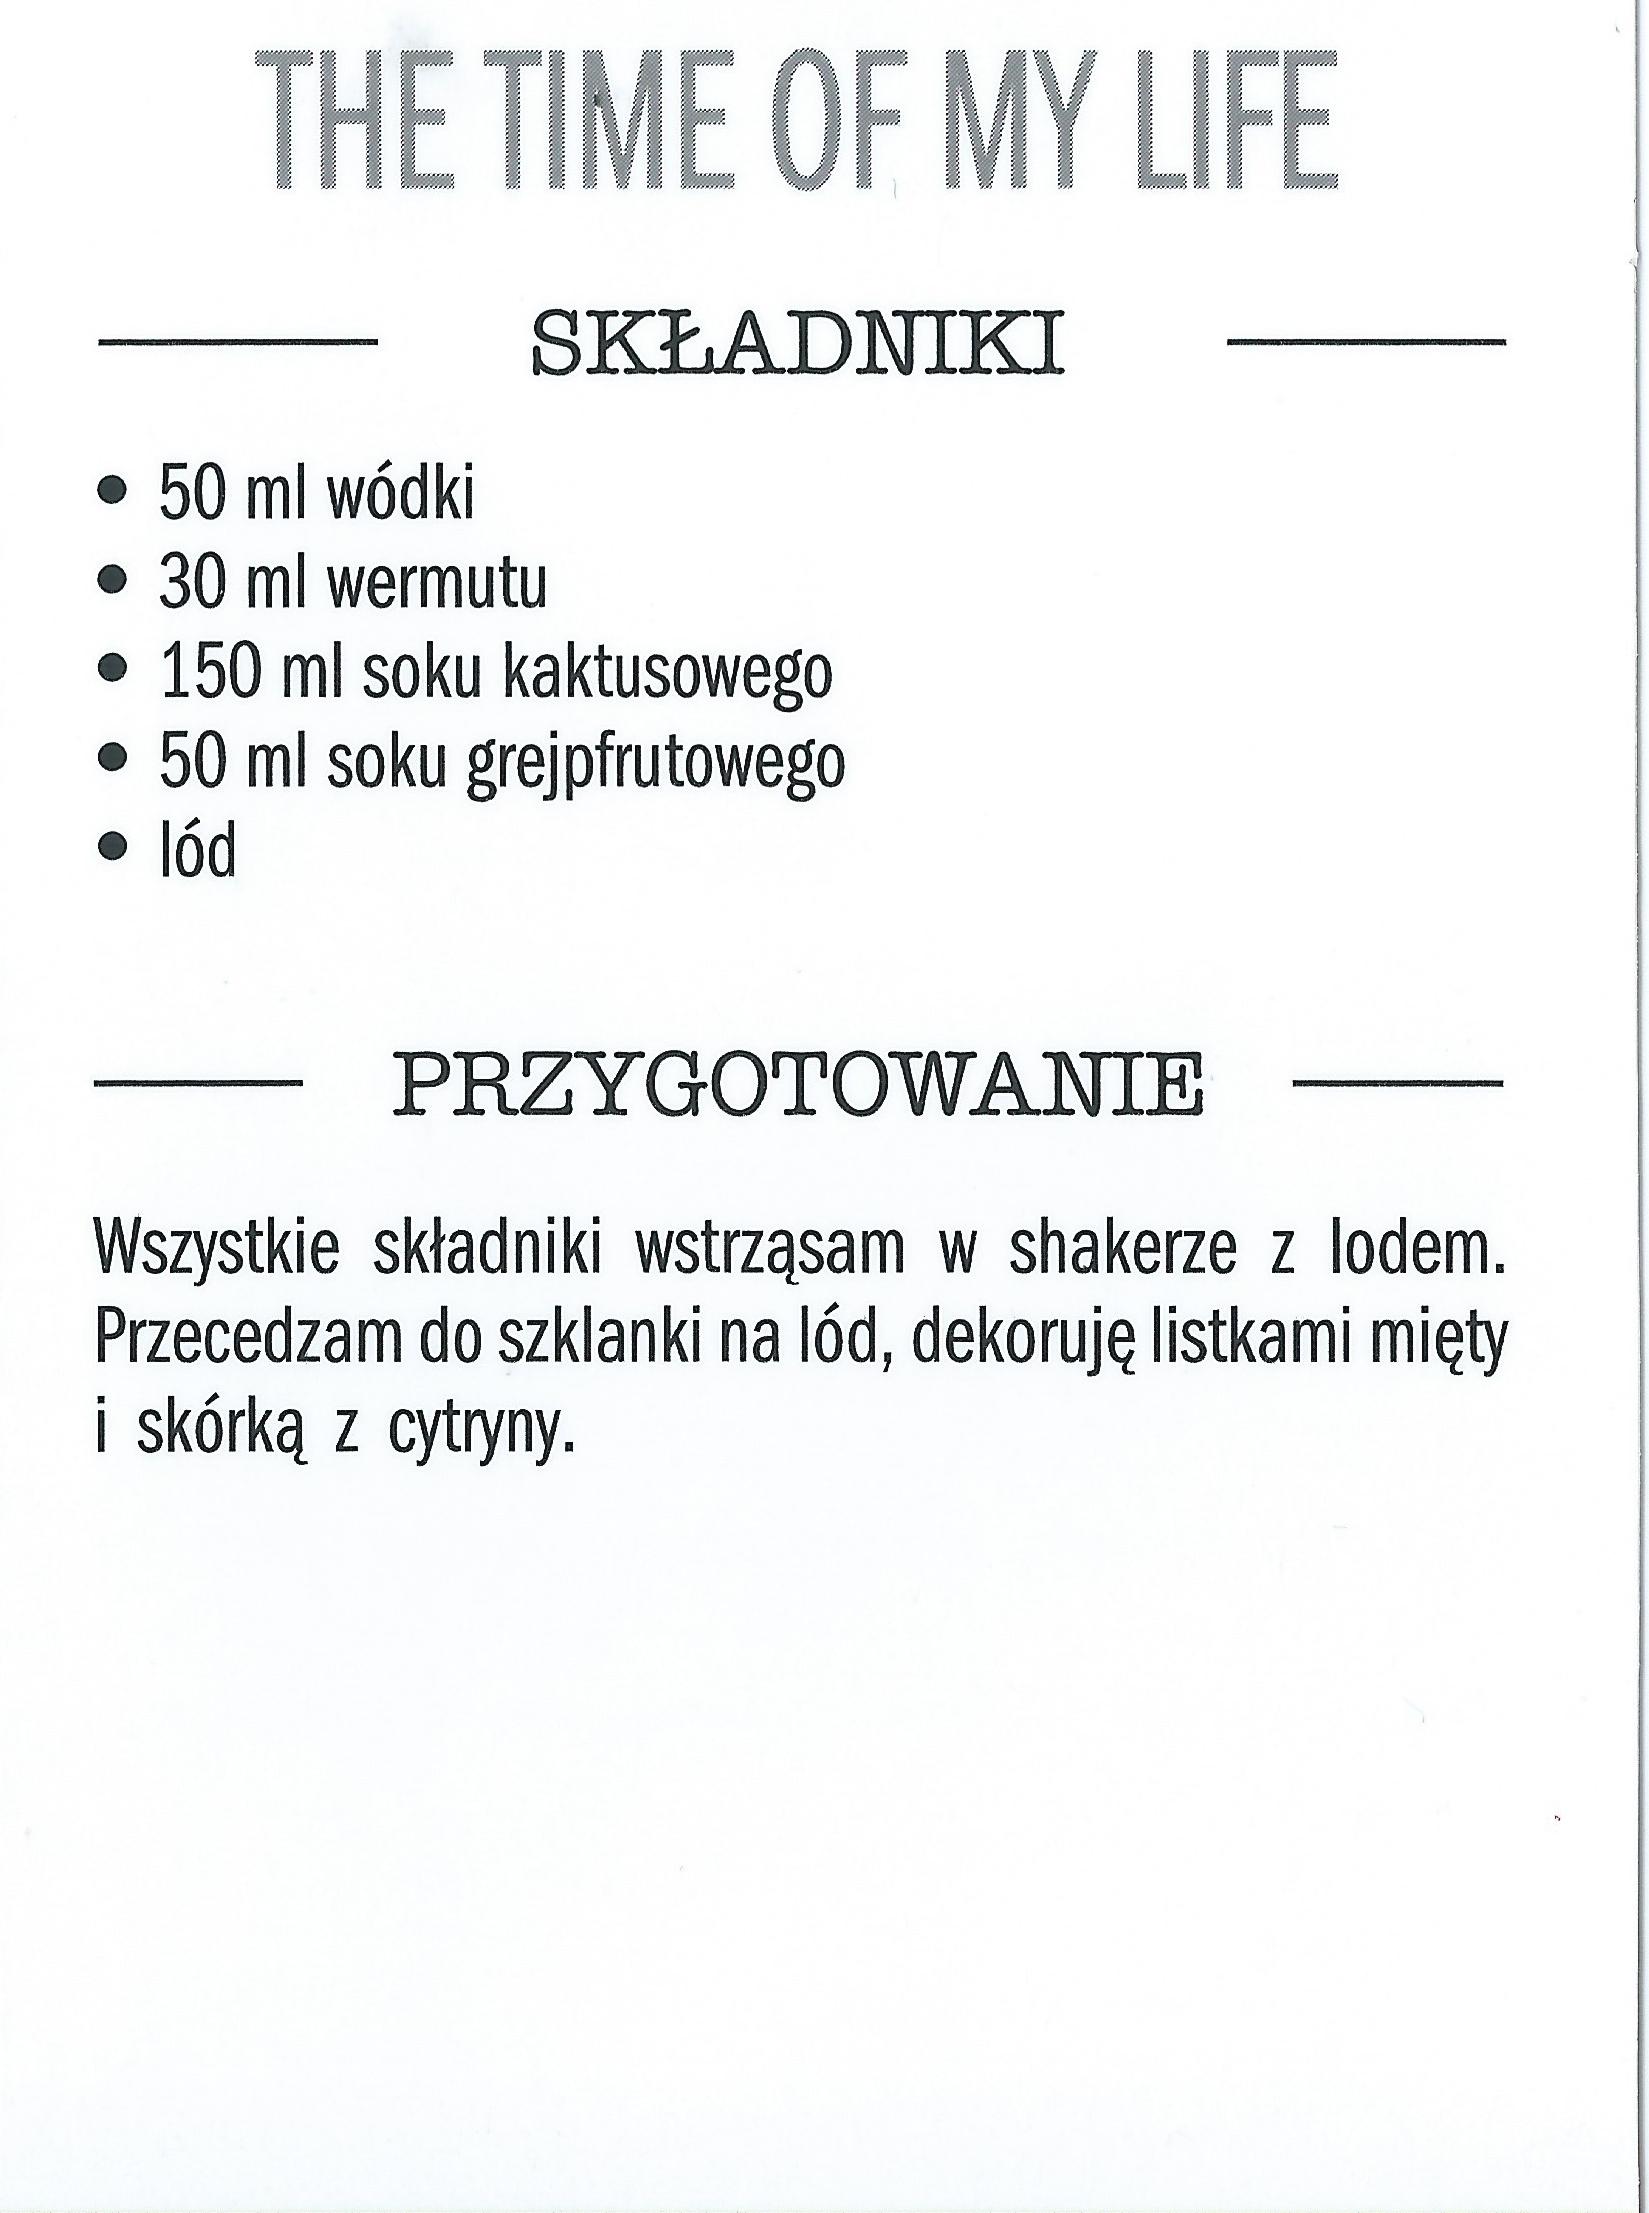 THE TIME OF MY LIFE
SKŁADNIKI
• 50 ml wódki
• 30 ml wermutu
• 150 ml soku kaktusowego
• 50 ml soku grejpfrutowego
• lód
PRZYGOTOWANIE
Wszystkie składniki wstrząsam w shakerze z lodem.
Przecedzam do szklanki na lód, dekoruję listkami mięty
i skórką z cytryny.